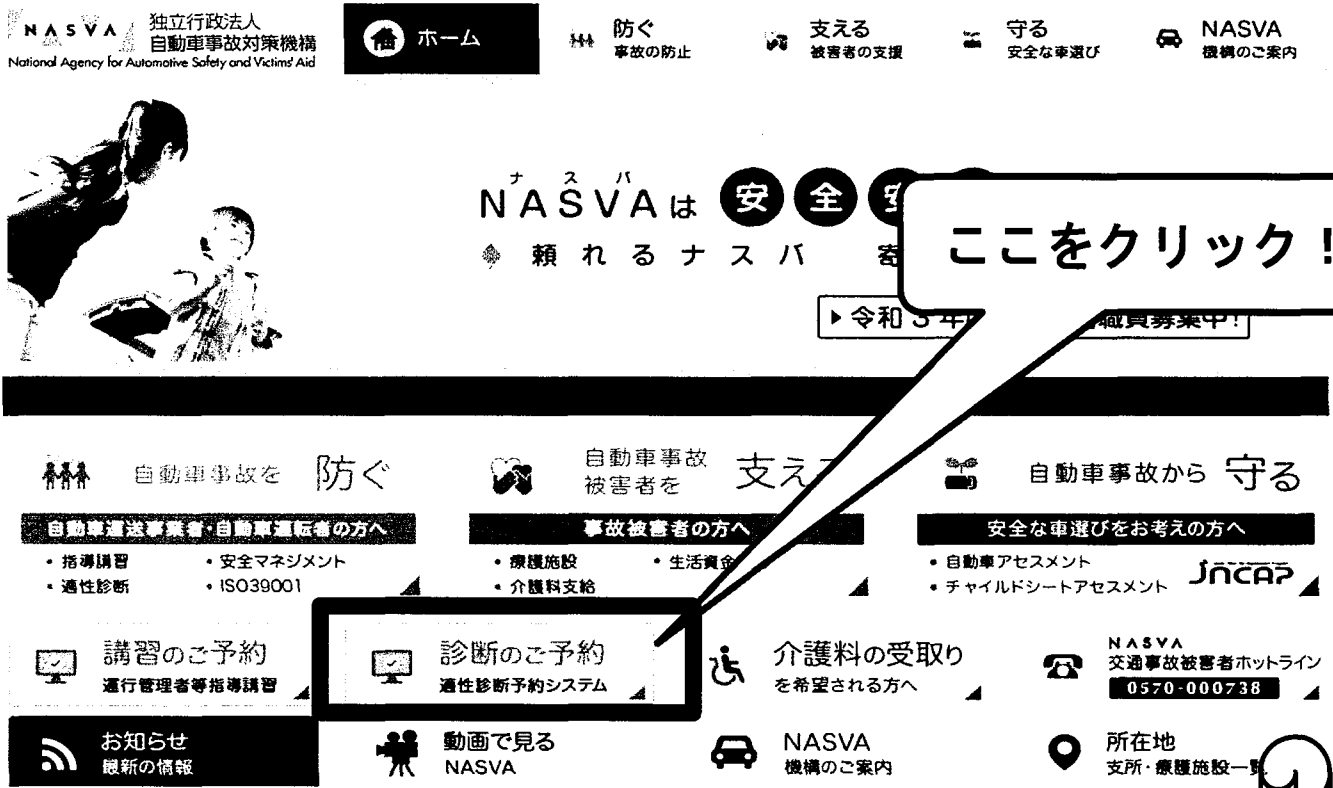 NASVA
独立行政法人
自動車事故対策機構
National Agency for Automotive Safety and Victims' Aid
ホーム
防ぐ
事故の防止
支える
被害者の支援
守る
安全な車選び
NASVA
機構のご案内
ナスバ
NASVAは 安全
頼れるナスバ 寄
ここをクリック!
▶令和3年
職員募集中!
自動車事故を 防ぐ
自動車運送事業者・自動車運転者の方へ
・指導講習 ・安全マネジメント
・適性診断 ・ISO39001
自動車事故
被害者を 支え
事故被害者の方へ
・療護施設 ・生活資金
・介護料支給
自動車事故から 守る
安全な車選びをお考えの方へ
・自動車アセスメント
・チャイルドシートアセスメント
JNCAP
講習のご予約
運行管理者等指導講習
診断のご予約
適性診断予約システム
介護料の受取り
を希望される方へ
NASVA
交通事故被害者ホットライン
0570-000738
お知らせ
最新の情報
動画で見る
NASVA
NASVA
機構のご案内
所在地
支所・療護施設一覧